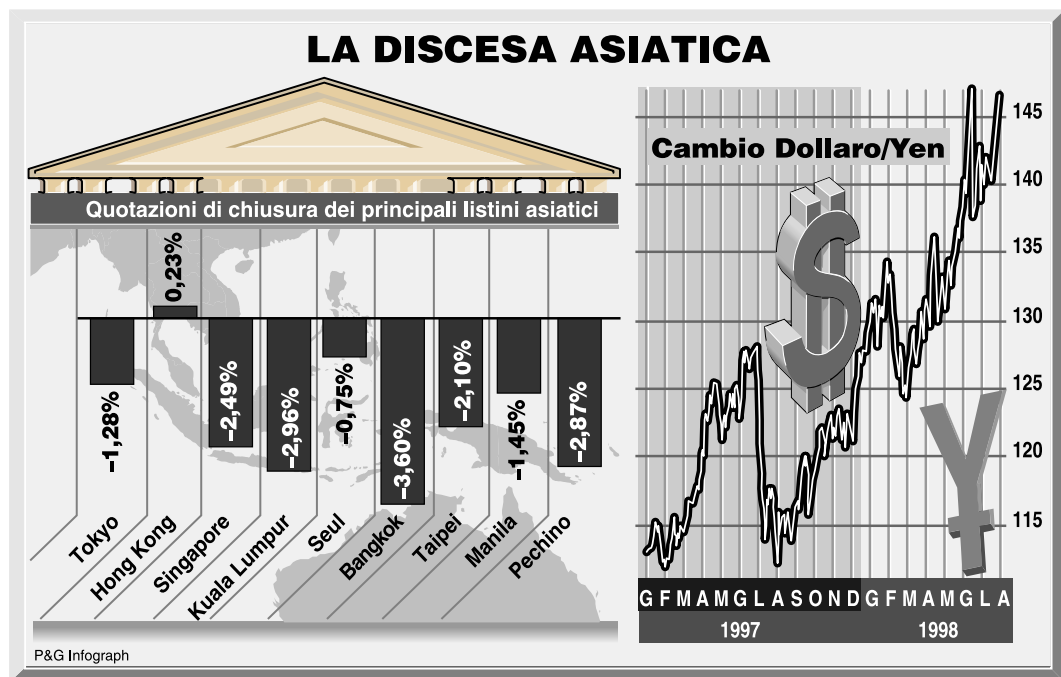 LA DISCESA ASIATICA
Quotazioni di chiusura dei principali listini asiatici
−1,28%
0,23%
−2,49%
−2,96%
−0,75%
−3,60%
−2,10%
−1,45%
−2,87%
Tokyo
Hong Kong
Singapore
Kuala Lumpur
Seul
Bangkok
Taipei
Manila
Pechino
Cambio Dollaro/Yen
$
145
140
135
130
125
120
115
¥
G F M A M G L A S O N D G F M A M G L A
1997 1998
P&G Infograph